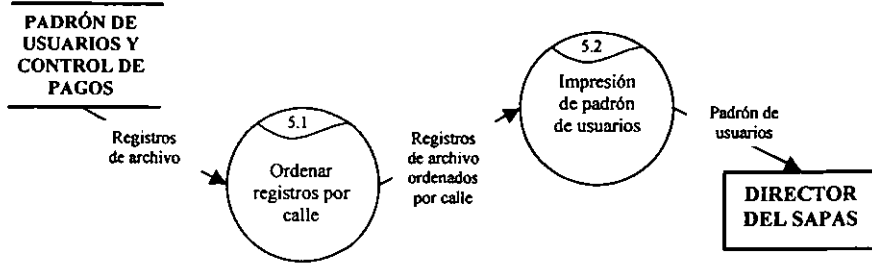 PADRÓN DE
USUARIOS Y
CONTROL DE
PAGOS
Registros
de archivo
5.1
Ordenar
registros por
calle
Registros
de archivo
ordenados
por calle
5.2
Impresión
de padrón
de usuarios
Padrón de
usuarios
DIRECTOR
DEL SAPAS